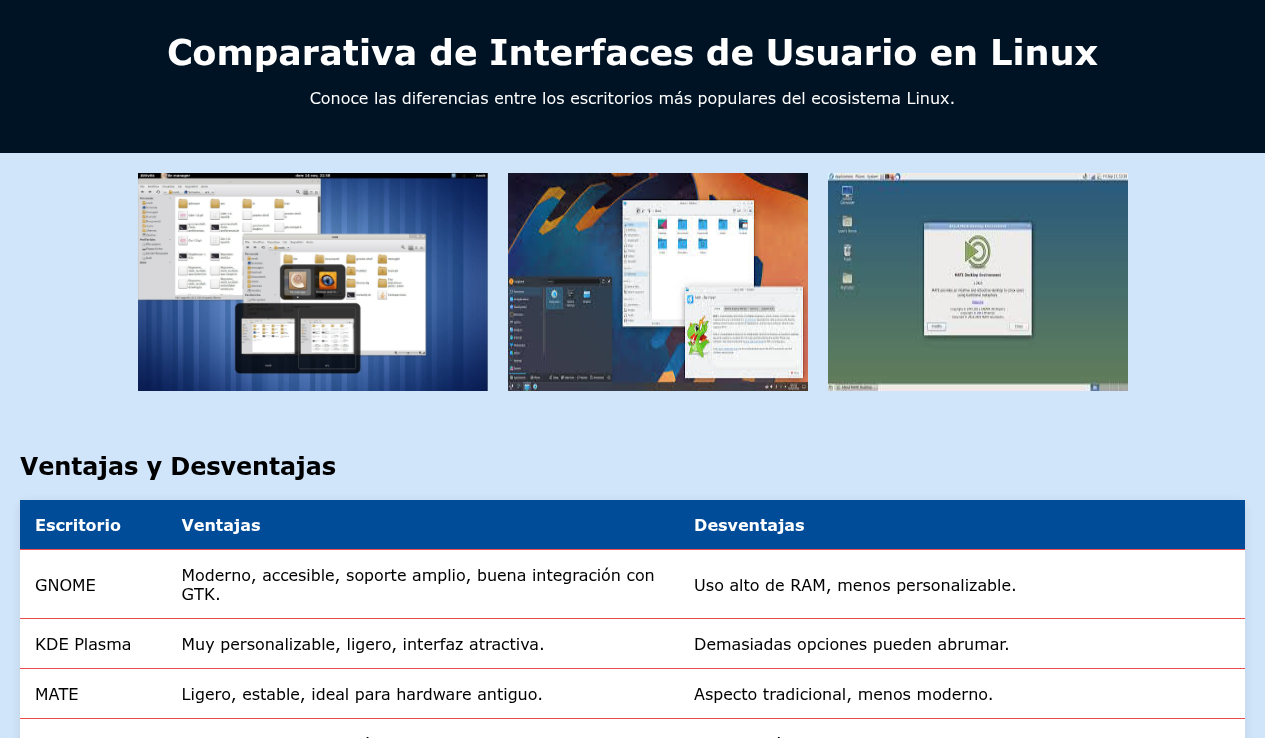 Comparativa de Interfaces de Usuario en Linux
Conoce las diferencias entre los escritorios más populares del ecosistema Linux.
MATE Desktop Environment
Ventajas y Desventajas
Escritorio Ventajas Desventajas
GNOME Moderno, accesible, soporte amplio, buena integración con GTK. Uso alto de RAM, menos personalizable.
KDE Plasma Muy personalizable, ligero, interfaz atractiva. Demasiadas opciones pueden abrumar.
MATE Ligero, estable, ideal para hardware antiguo. Aspecto tradicional, menos moderno.